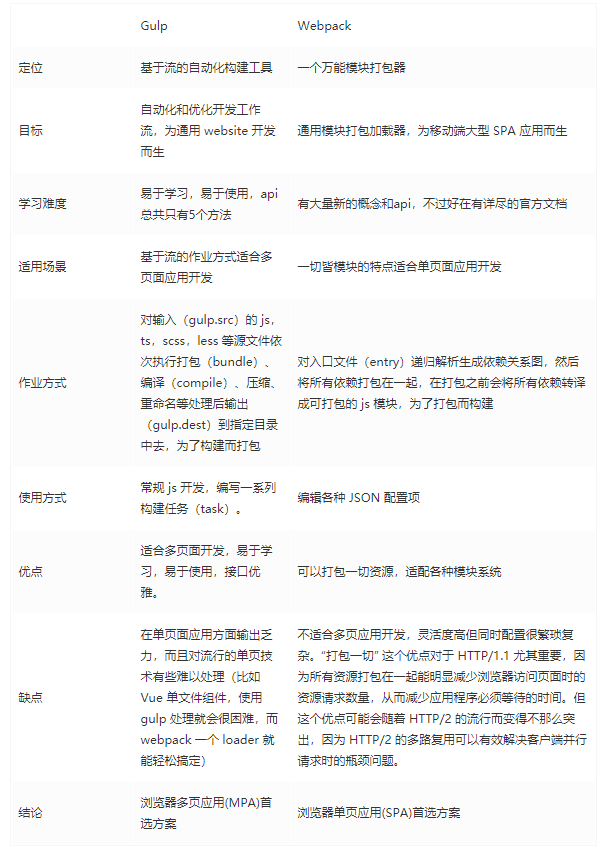 Gulp
Webpack
定位
基于流的自动化构建工具
一个万能模块打包器
目标
自动化和优化开发工作
流，为通用 website 开发
而生
通用模块打包加载器，为移动端大型 SPA 应用而生
学习难度
易于学习，易于使用，api
总共只有5个方法
有大量新的概念和api，不过好在有详尽的官方文档
适用场景
基于流的作业方式适合多
页面应用开发
一切皆模块的特点适合单页面应用开发
作业方式
对输入（gulp.src）的 js，
ts，scss，less 等源文件依
次执行打包（bundle）、
编译（compile）、压缩、
重命名等处理后输出
（gulp.dest）到指定目录
中去，为了构建而打包
对入口文件（entry）递归解析生成依赖关系图，然后
将所有依赖打包在一起，在打包之前会将所有依赖转译
成可打包的 js 模块，为了打包而构建
使用方式
常规 js 开发，编写一系列
构建任务（task）。
编辑各种 JSON 配置项
优点
适合多页面开发，易于学
习，易于使用，接口优
雅。
可以打包一切资源，适配各种模块系统
缺点
在单页面应用方面输出乏
力，而且对流行的单页技
术有些难以处理（比如
Vue 单文件组件，使用
gulp 处理就会很困难，而
webpack 一个 loader 就
能轻松搞定）
不适合多页应用开发，灵活度高但同时配置很繁琐复
杂。“打包一切” 这个优点对于 HTTP/1.1 尤其重要，因
为所有资源打包在一起能明显减少浏览器访问页面时的
资源请求数量，从而减少应用程序必须等待的时间。但
这个优点可能会随着 HTTP/2 的流行而变得不那么突
出，因为 HTTP/2 的多路复用可以有效解决客户端并行
请求时的瓶颈问题。
结论
浏览器多页应用(MPA)首
选方案
浏览器单页应用(SPA)首选方案